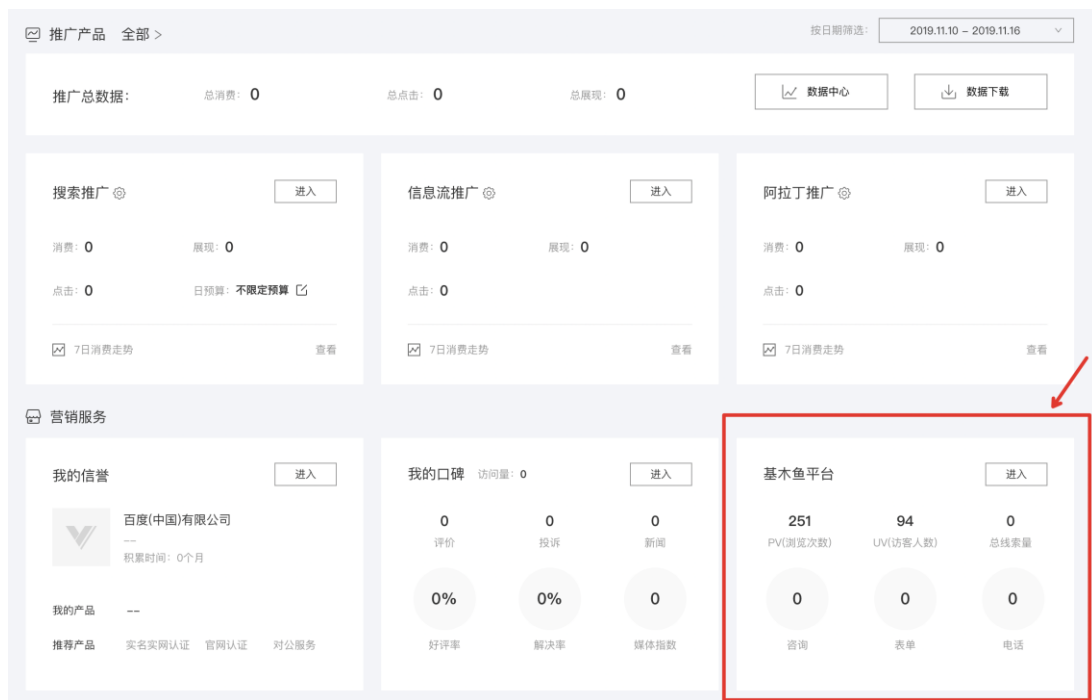 推广产品 全部 > 按日期筛选: 2019.11.10 – 2019.11.16
推广总数据: 总消费: 0 总点击: 0 总展现: 0 数据中心 数据下载
搜索推广 进入
消费: 0 展现: 0
点击: 0 日预算: 不限定预算
7日消费走势 查看
信息流推广 进入
消费: 0 展现: 0
点击: 0
7日消费走势 查看
阿拉丁推广 进入
消费: 0 展现: 0
点击: 0
7日消费走势 查看
营销服务
我的信誉 进入
百度(中国)有限公司
--
积累时间: 0个月
我的产品 --
推荐产品 实名实网认证 官网认证 对公服务
我的口碑 访问量: 0 进入
0 0 0
评价 投诉 新闻
0% 0% 0
好评率 解决率 媒体指数
基木鱼平台 进入
251 94 0
PV(浏览次数) UV(访客人数) 总线索量
0 0 0
咨询 表单 电话